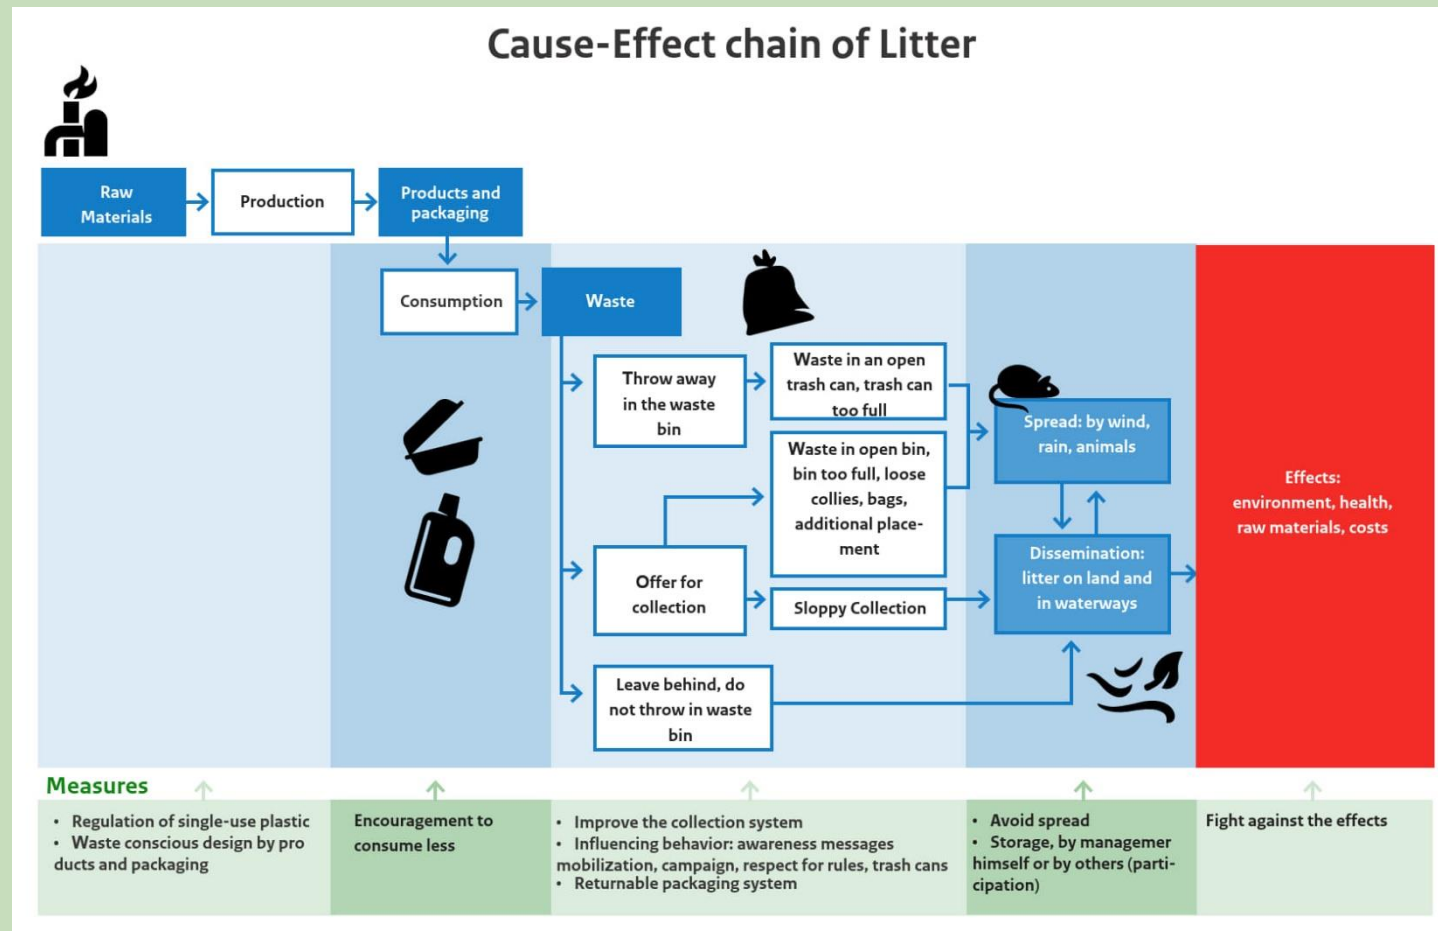 Cause-Effect chain of Litter
Raw
Materials
Production
Products and
packaging
Consumption
Waste
Throw away
in the waste
bin
Waste in an open
trash can, trash can
too full
Waste in open bin,
bin too full, loose
collies, bags,
additional place-
ment
Offer for
collection
Sloppy Collection
Leave behind, do
not throw in waste
bin
Spread: by wind,
rain, animals
Dissemination:
litter on land and
in waterways
Effects:
environment, health,
raw materials, costs
Measures
• Regulation of single-use plastic
• Waste conscious design by pro
ducts and packaging
Encouragement to
consume less
• Improve the collection system
• Influencing behavior: awareness messages
mobilization, campaign, respect for rules, trash cans
• Returnable packaging system
• Avoid spread
• Storage, by managemer
himself or by others (parti-
cipation)
Fight against the effects